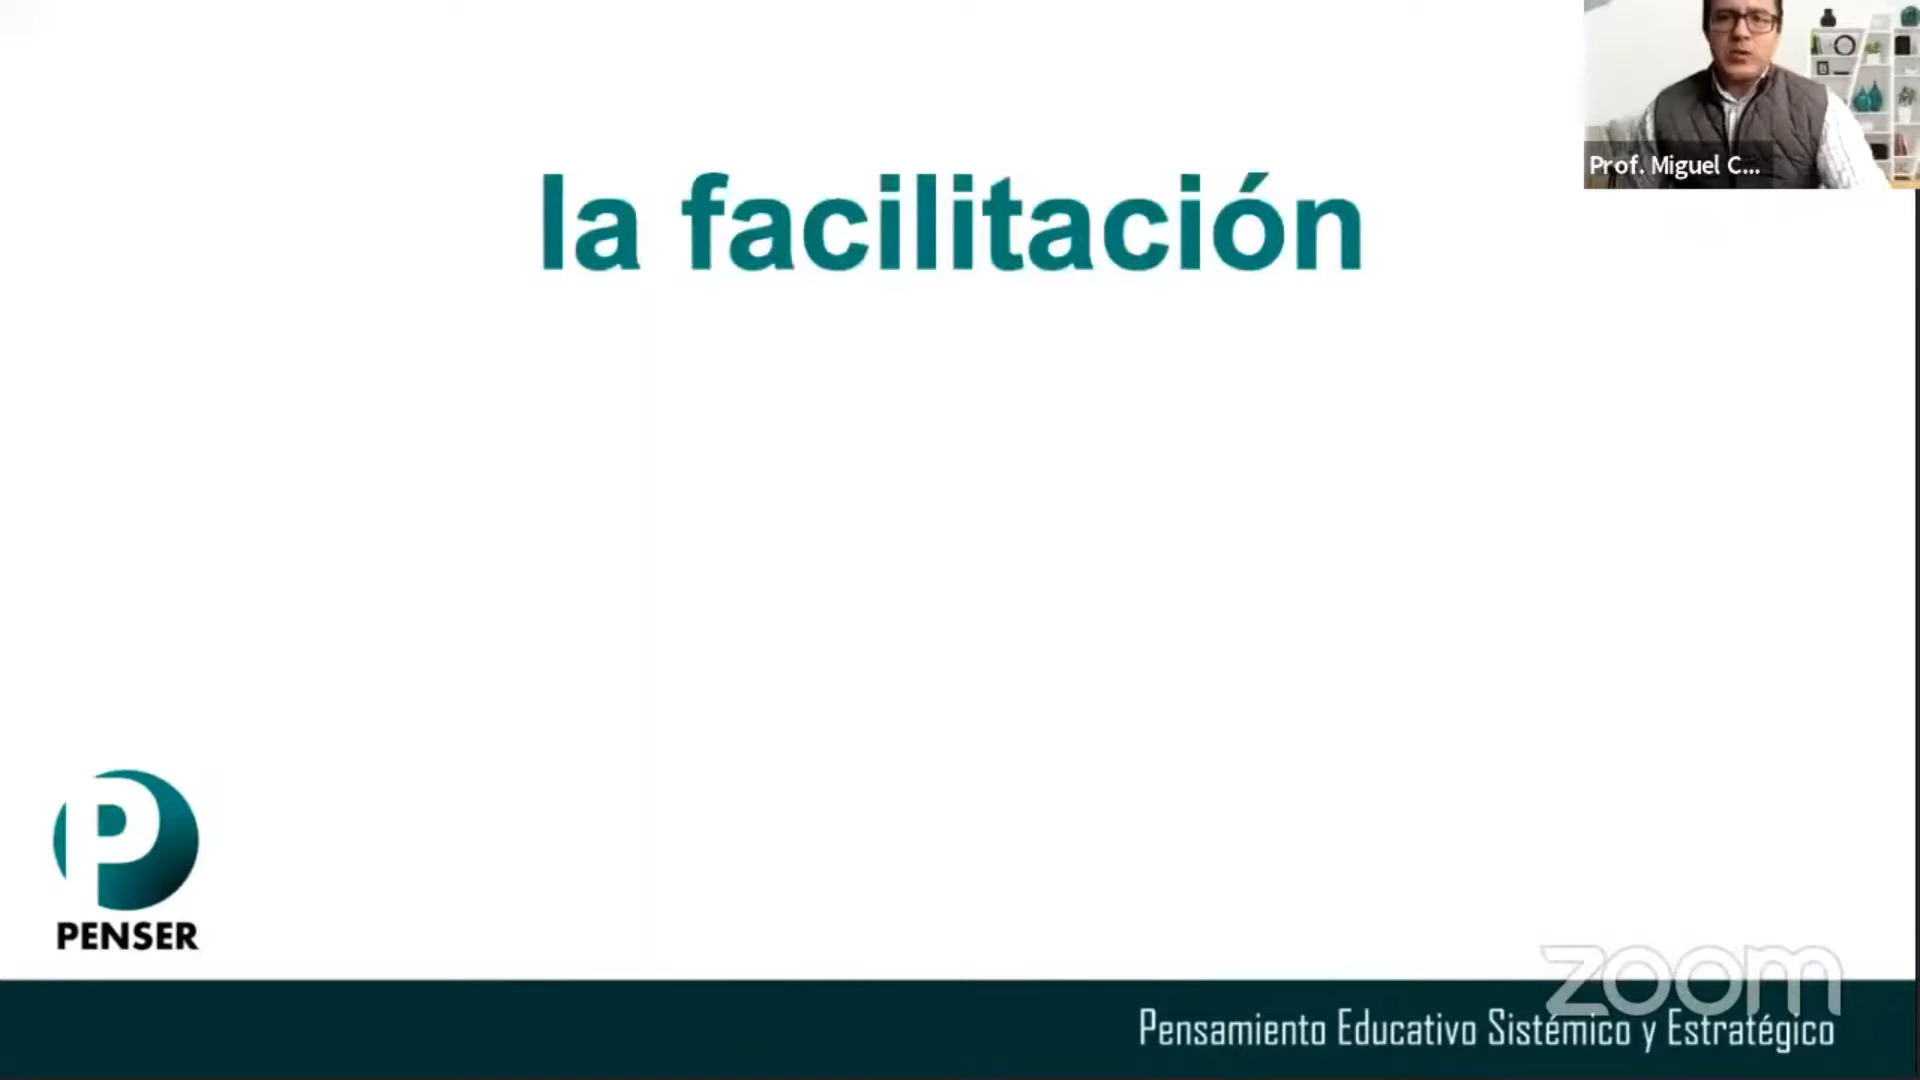 Prof. Miguel C...
la facilitación
PENSER
zoom
Pensamiento Educativo Sistémico y Estratégico